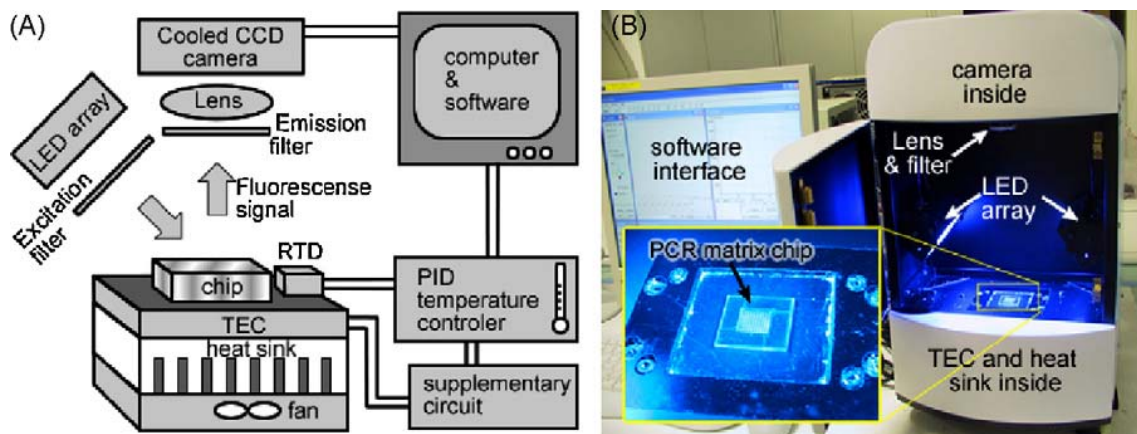 (A)
Cooled CCD
camera
computer
&
software
LED array
Lens
Emission
filter
Excitation
filter
Fluorescense
signal
RTD
chip
PID
temperature
controler
TEC
heat sink
fan
supplementary
circuit
(B)
camera
inside
software
interface
Lens
& filter
LED
array
PCR matrix chip
TEC and heat
sink inside